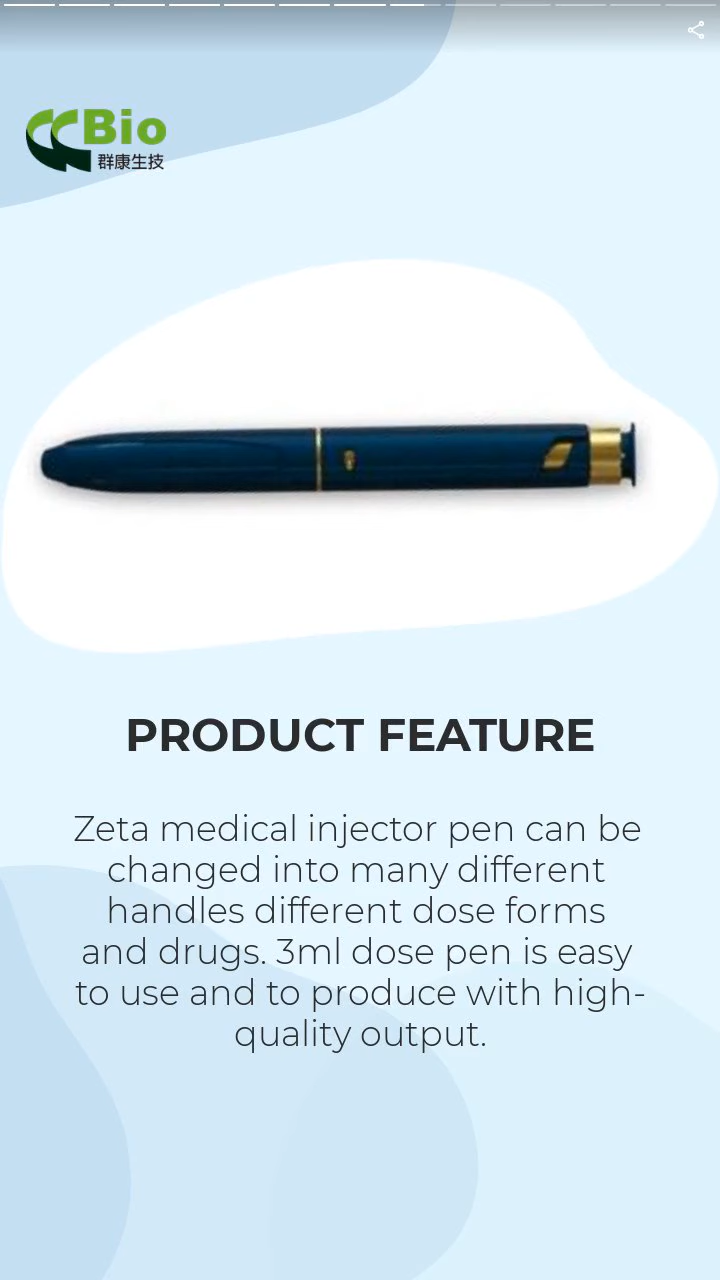 CCBio
群康生技
PRODUCT FEATURE
Zeta medical injector pen can be
changed into many different
handles different dose forms
and drugs. 3ml dose pen is easy
to use and to produce with high-
quality output.